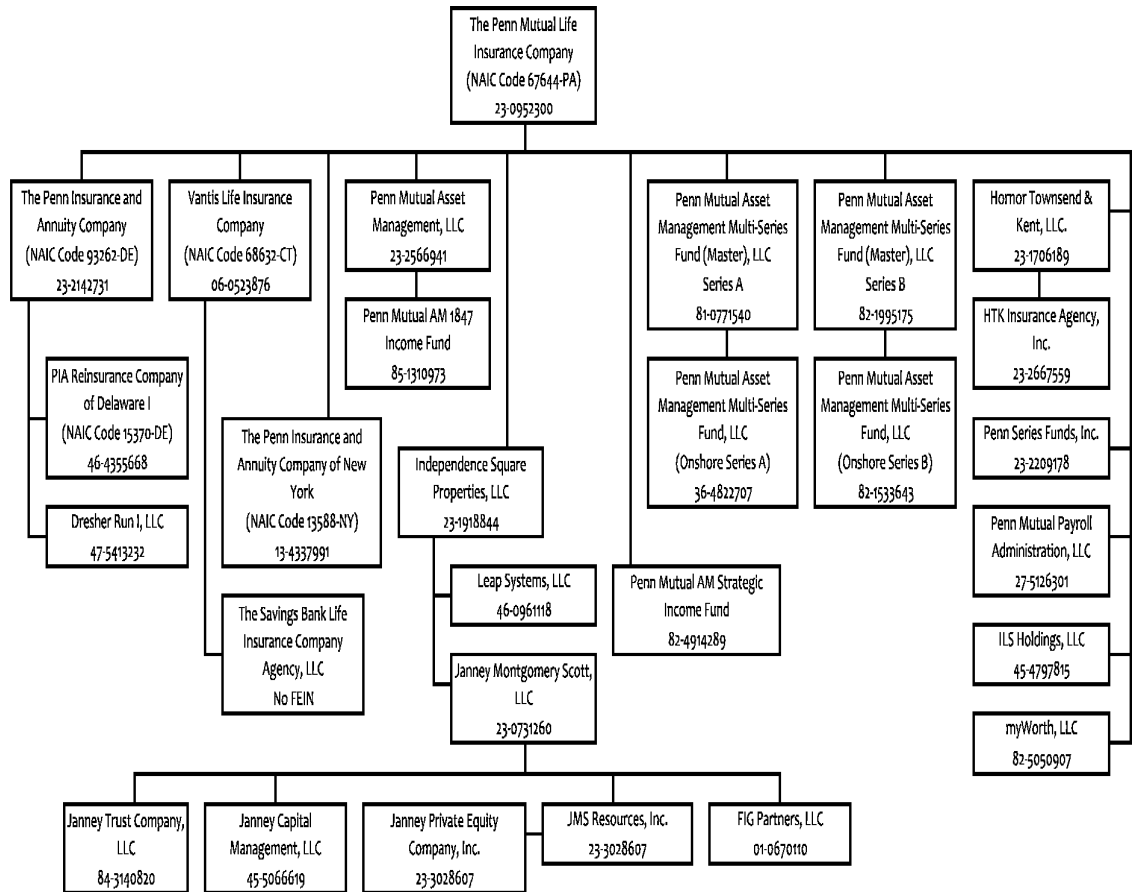 The Penn Mutual Life
Insurance Company
(NAIC Code 67644-PA)
23-0952300
The Penn Insurance and
Annuity Company
(NAIC Code 93262-DE)
23-2142731
Vantis Life Insurance
Company
(NAIC Code 68632-CT)
06-0523876
Penn Mutual Asset
Management, LLC
23-2566941
Penn Mutual Asset
Management Multi-Series
Fund (Master), LLC
Series A
81-0771540
Penn Mutual Asset
Management Multi-Series
Fund (Master), LLC
Series B
82-1995175
Hornor Townsend &
Kent, LLC.
23-1706189
Penn Mutual AM 1847
Income Fund
85-1310973
HTK Insurance Agency,
Inc.
23-2667559
PIA Reinsurance Company
of Delaware I
(NAIC Code 15370-DE)
46-4355668
Penn Mutual Asset
Management Multi-Series
Fund, LLC
(Onshore Series A)
36-4822707
Penn Mutual Asset
Management Multi-Series
Fund, LLC
(Onshore Series B)
82-1533643
The Penn Insurance and
Annuity Company of New
York
(NAIC Code 13588-NY)
13-4337991
Independence Square
Properties, LLC
23-1918844
Penn Series Funds, Inc.
23-2209178
Dresher Run I, LLC
47-5413232
Penn Mutual Payroll
Administration, LLC
27-5126301
Leap Systems, LLC
46-0961118
Penn Mutual AM Strategic
Income Fund
82-4914289
The Savings Bank Life
Insurance Company
Agency, LLC
No FEIN
ILS Holdings, LLC
45-4797815
Janney Montgomery Scott,
LLC
23-0731260
myWorth, LLC
82-5050907
Janney Trust Company,
LLC
84-3140820
Janney Capital
Management, LLC
45-5066619
Janney Private Equity
Company, Inc.
23-3028607
JMS Resources, Inc.
23-3028607
FIG Partners, LLC
01-0670110